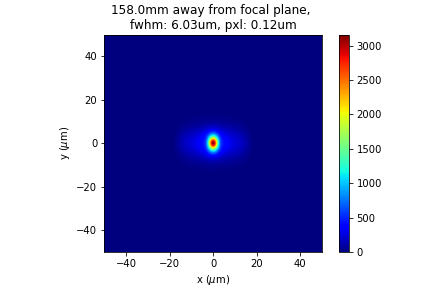 158.0mm away from focal plane,
fwhm: 6.03um, pxl: 0.12um
40
20
0
−20
−40
y (μm)
−40 −20 0 20 40
x (μm)
3000
2500
2000
1500
1000
500
0